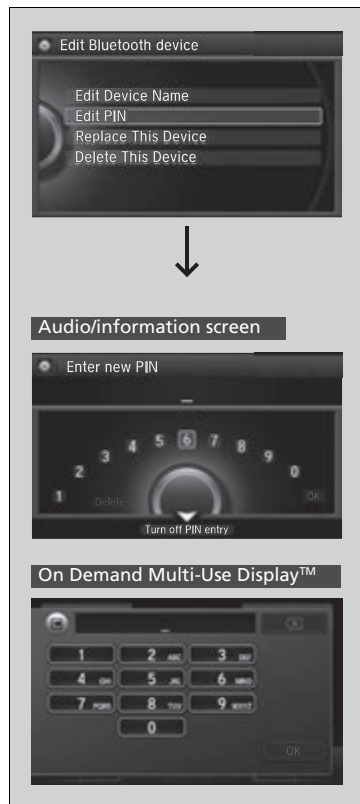 Edit Bluetooth device
Edit Device Name
Edit PIN
Replace This Device
Delete This Device
Audio/information screen
Enter new PIN
1 2 3 4 5 6 7 8 9 0
Delete
OK
Turn off PIN entry
On Demand Multi-Use Display™
1 2 ABC 3 DEF
4 GHI 5 JKL 6 MNO
7 PQRS 8 TUV 9 WXYZ
0
OK